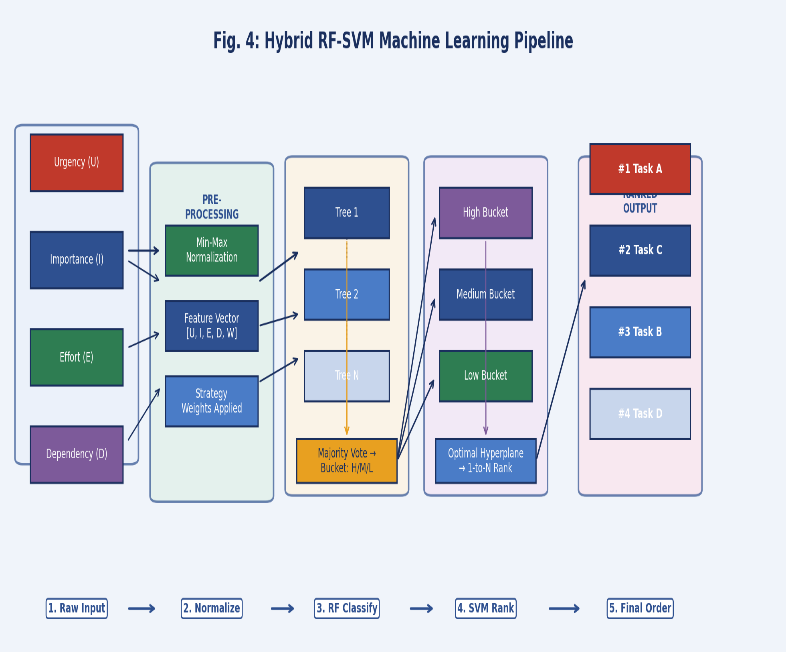 Fig. 4: Hybrid RF-SVM Machine Learning Pipeline
Urgency (U)
Importance (I)
Effort (E)
Dependency (D)
PRE-
PROCESSING
Min-Max
Normalization
Feature Vector
[U, I, E, D, W]
Strategy
Weights Applied
Tree 1
Tree 2
Tree N
Majority Vote →
Bucket: H/M/L
High Bucket
Medium Bucket
Low Bucket
Optimal Hyperplane
→ 1-to-N Rank
#1 Task A
RANKED
OUTPUT
#2 Task C
#3 Task B
#4 Task D
1. Raw Input
2. Normalize
3. RF Classify
4. SVM Rank
5. Final Order